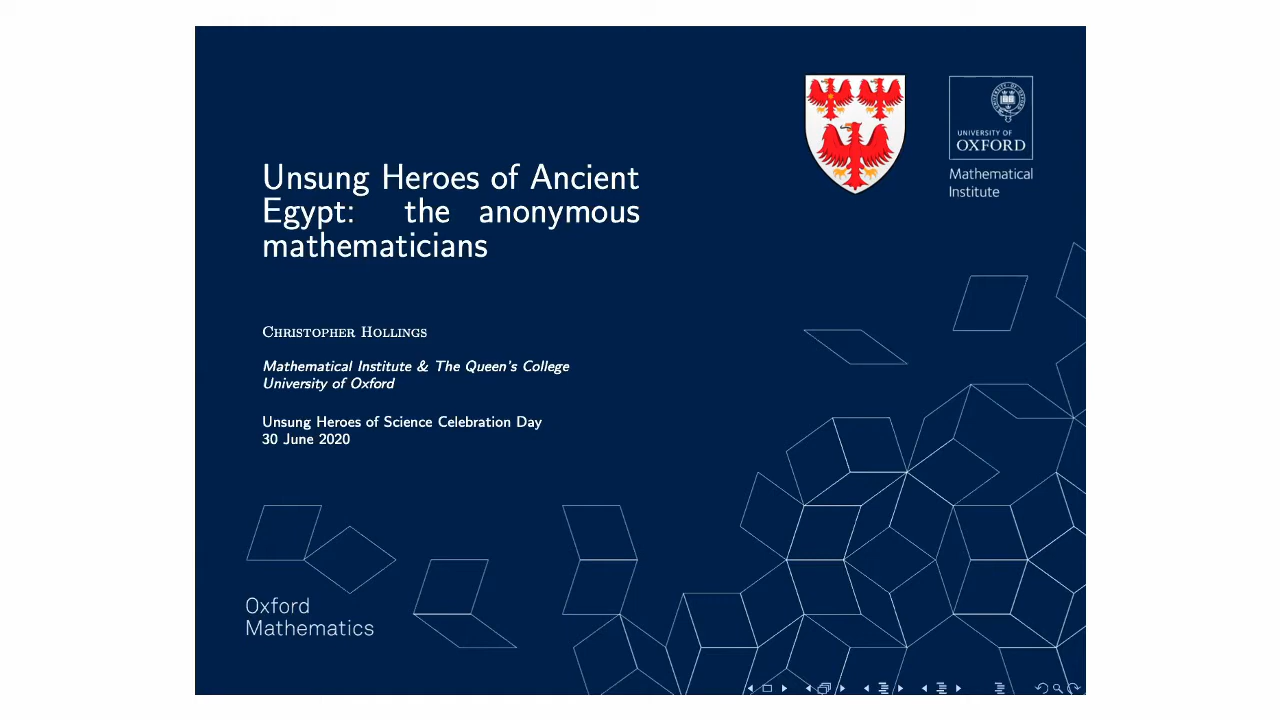 Unsung Heroes of Ancient
Egypt: the anonymous
mathematicians
Christopher Hollings
Mathematical Institute & The Queen's College
University of Oxford
Unsung Heroes of Science Celebration Day
30 June 2020
UNIVERSITY OF
OXFORD
Mathematical
Institute
Oxford
Mathematics